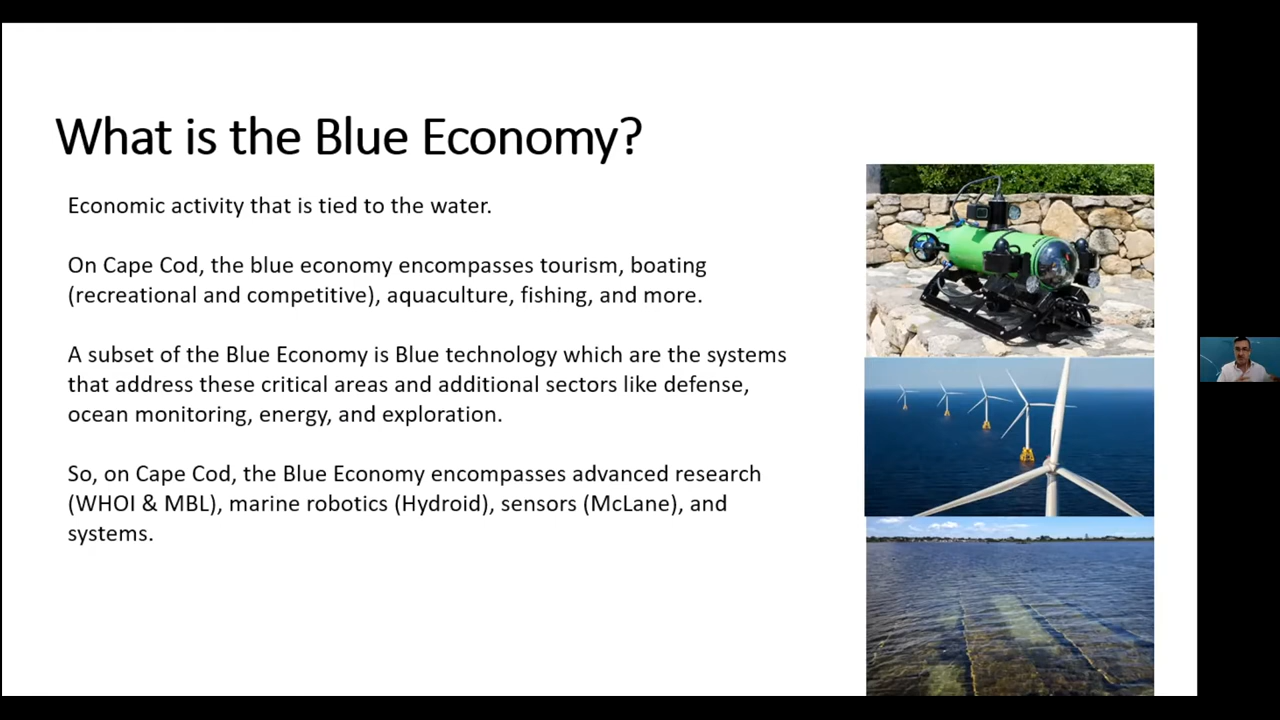 What is the Blue Economy?
Economic activity that is tied to the water.
On Cape Cod, the blue economy encompasses tourism, boating
(recreational and competitive), aquaculture, fishing, and more.
A subset of the Blue Economy is Blue technology which are the systems
that address these critical areas and additional sectors like defense,
ocean monitoring, energy, and exploration.
So, on Cape Cod, the Blue Economy encompasses advanced research
(WHOI & MBL), marine robotics (Hydroid), sensors (McLane), and
systems.